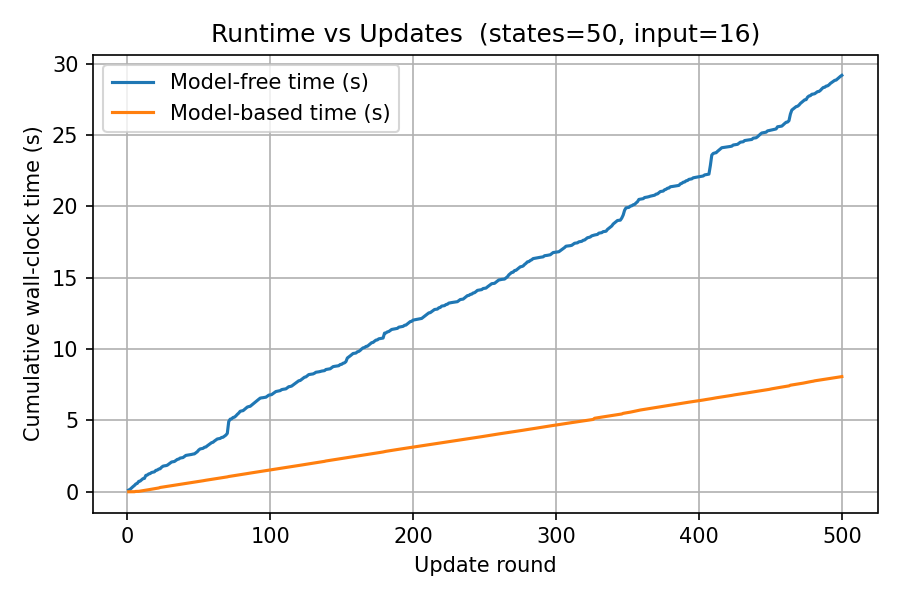 Runtime vs Updates  (states=50, input=16)
Model-free time (s)
Model-based time (s)
Cumulative wall-clock time (s)
30
25
20
15
10
5
0
0 100 200 300 400 500
Update round